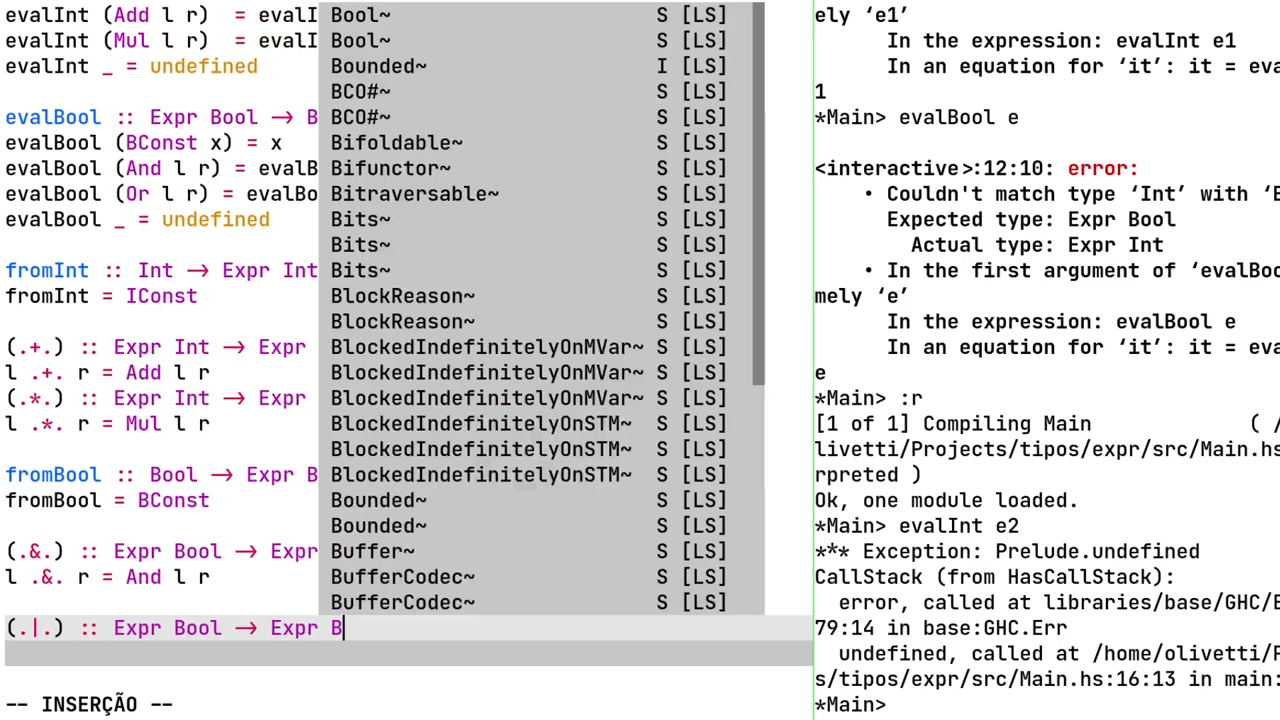 evalInt (Add l r)  = evalI
evalInt (Mul l r)  = evalI
evalInt _ = undefined
evalBool :: Expr Bool → B
evalBool (BConst x) = x
evalBool (And l r) = evalB
evalBool (Or l r) = evalBo
evalBool _ = undefined
fromInt :: Int → Expr Int
fromInt = IConst
(.+.) :: Expr Int → Expr
l .+. r = Add l r
(.*.) :: Expr Int → Expr
l .*. r = Mul l r
fromBool :: Bool → Expr B
fromBool = BConst
(.&.) :: Expr Bool → Expr
l .&. r = And l r
(.|.) :: Expr Bool → Expr B
-- INSERÇÃO --
Bool~ S [LS]
Bool~ S [LS]
Bounded~ I [LS]
BCO#~ S [LS]
BCO#~ S [LS]
Bifoldable~ S [LS]
Bifunctor~ S [LS]
Bitraversable~ S [LS]
Bits~ S [LS]
Bits~ S [LS]
Bits~ S [LS]
BlockReason~ S [LS]
BlockReason~ S [LS]
BlockedIndefinitelyOnMVar~ S [LS]
BlockedIndefinitelyOnMVar~ S [LS]
BlockedIndefinitelyOnMVar~ S [LS]
BlockedIndefinitelyOnSTM~ S [LS]
BlockedIndefinitelyOnSTM~ S [LS]
BlockedIndefinitelyOnSTM~ S [LS]
Bounded~ S [LS]
Bounded~ S [LS]
Buffer~ S [LS]
BufferCodec~ S [LS]
BufferCodec~ S [LS]
ely ‘e1’
In the expression: evalInt e1
In an equation for ‘it’: it = eva
1
*Main> evalBool e
<interactive>:12:10: error:
• Couldn't match type ‘Int’ with ‘B
Expected type: Expr Bool
Actual type: Expr Int
• In the first argument of ‘evalBoo
mely ‘e’
In the expression: evalBool e
In an equation for ‘it’: it = eva
e
*Main> :r
[1 of 1] Compiling Main ( /
livetti/Projects/tipos/expr/src/Main.hs
rpreted )
Ok, one module loaded.
*Main> evalInt e2
*** Exception: Prelude.undefined
CallStack (from HasCallStack):
error, called at libraries/base/GHC/E
79:14 in base:GHC.Err
undefined, called at /home/olivetti/P
s/tipos/expr/src/Main.hs:16:13 in main:
*Main>